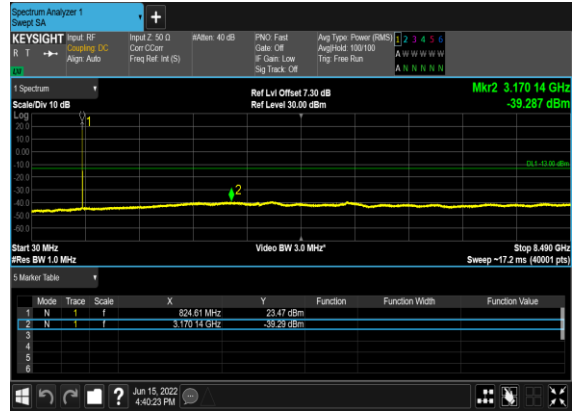 Spectrum Analyzer 1
Swept SA
+
KEYSIGHT Input: RF Input Z: 50 Ω #Atten: 40 dB PNO: Fast Avg Type: Power (RMS) 1 2 3 4 5 6
R T Coupling: DC Corr CCorr Gate: Off Avg|Hold: 100/100 A W W W W W
Align: Auto Freq Ref: Int (S) IF Gain: Low Trig: Free Run
Sig Track: Off A N N N N N
1 Spectrum Ref Lvl Offset 7.30 dB Mkr2 3.170 14 GHz
Scale/Div 10 dB Ref Level 30.00 dBm -39.287 dBm
Log
20.0
10.0
0.00
-10.0
-20.0
-30.0
-40.0
-50.0
-60.0
1
2
DL1 -13.00 dBm
Start 30 MHz Video BW 3.0 MHz* Stop 8.490 GHz
#Res BW 1.0 MHz Sweep ~17.2 ms (40001 pts)
5 Marker Table
Mode Trace Scale X Y Function Function Width Function Value
1 N 1 f 824.61 MHz 23.47 dBm
2 N 1 f 3.170 14 GHz -39.29 dBm
3
4
5
6
? Jun 15, 2022
4:40:23 PM